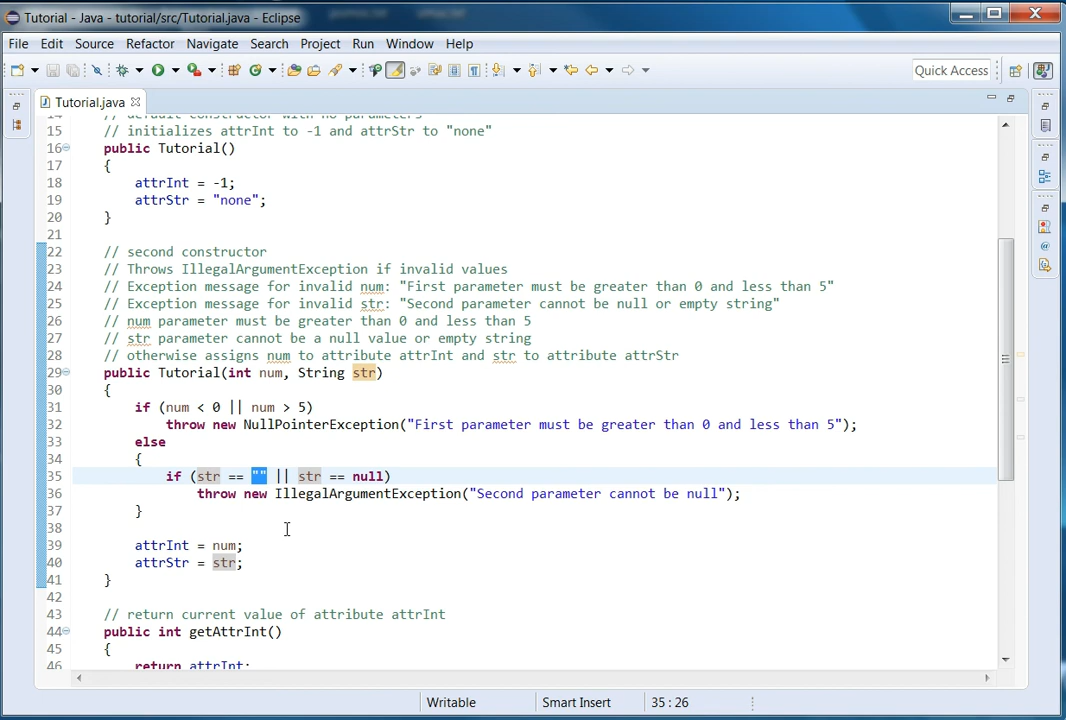 Tutorial - Java - tutorial/src/Tutorial.java - Eclipse
File Edit Source Refactor Navigate Search Project Run Window Help
Quick Access
Tutorial.java
14 // default constructor with no parameters
15 // initializes attrInt to -1 and attrStr to "none"
16 public Tutorial()
17 {
18 attrInt = -1;
19 attrStr = "none";
20 }
21
22 // second constructor
23 // Throws IllegalArgumentException if invalid values
24 // Exception message for invalid num: "First parameter must be greater than 0 and less than 5"
25 // Exception message for invalid str: "Second parameter cannot be null or empty string"
26 // num parameter must be greater than 0 and less than 5
27 // str parameter cannot be a null value or empty string
28 // otherwise assigns num to attribute attrInt and str to attribute attrStr
29 public Tutorial(int num, String str)
30 {
31 if (num < 0 || num > 5)
32 throw new NullPointerException("First parameter must be greater than 0 and less than 5");
33 else
34 {
35 if (str == "" || str == null)
36 throw new IllegalArgumentException("Second parameter cannot be null");
37 }
38
39 attrInt = num;
40 attrStr = str;
41 }
42
43 // return current value of attribute attrInt
44 public int getAttrInt()
45 {
46 return attrInt;
Writable Smart Insert 35 : 26